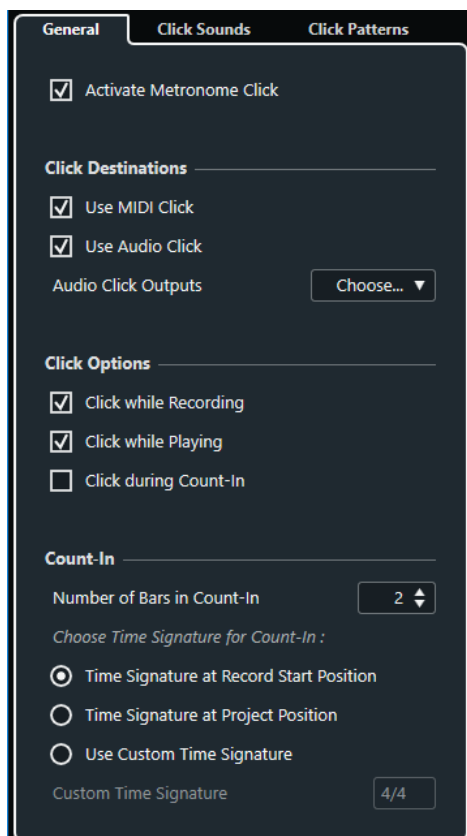 General Click Sounds Click Patterns
Activate Metronome Click
Click Destinations
Use MIDI Click
Use Audio Click
Audio Click Outputs Choose...
Click Options
Click while Recording
Click while Playing
Click during Count-In
Count-In
Number of Bars in Count-In 2
Choose Time Signature for Count-In :
Time Signature at Record Start Position
Time Signature at Project Position
Use Custom Time Signature
Custom Time Signature 4/4